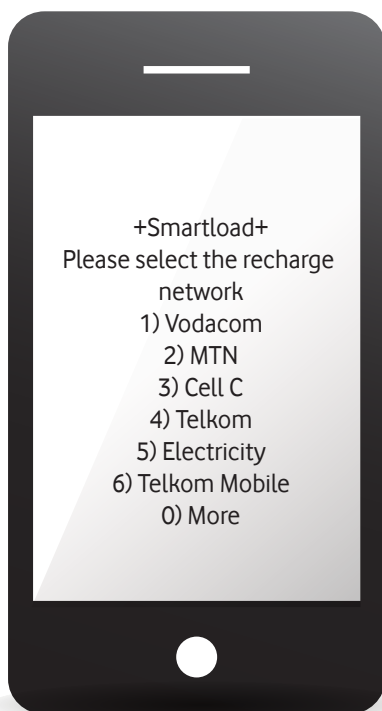 +Smartload+
Please select the recharge
network
1) Vodacom
2) MTN
3) Cell C
4) Telkom
5) Electricity
6) Telkom Mobile
0) More